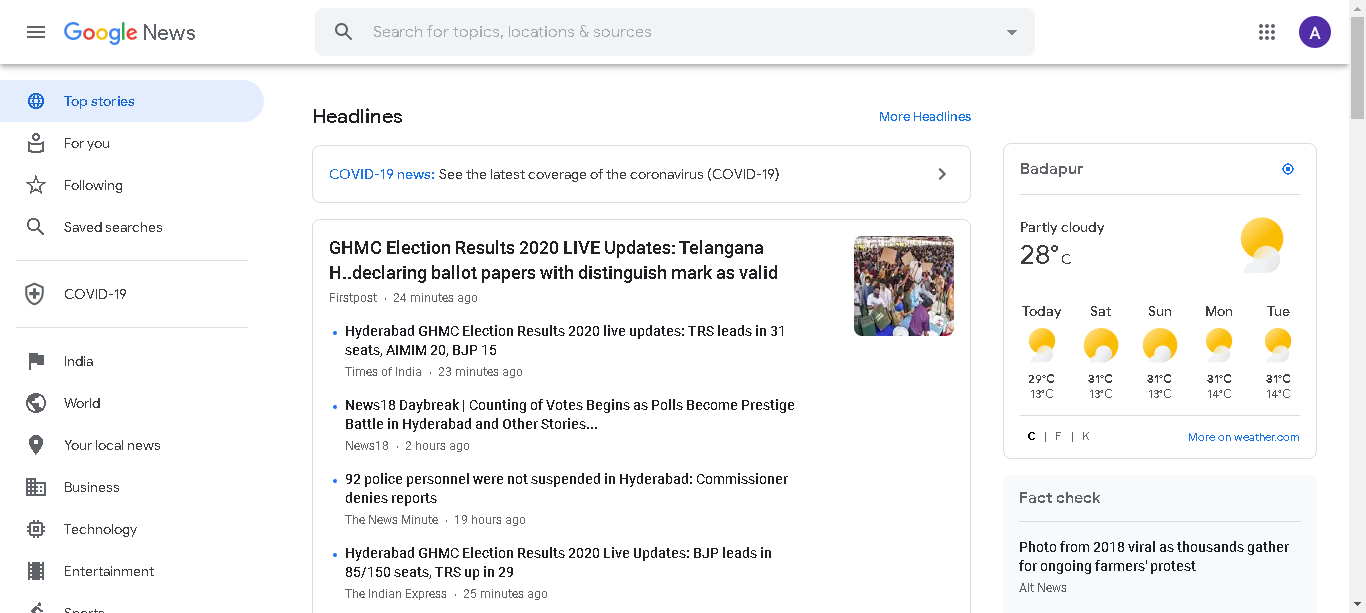 Google News
Search for topics, locations & sources
A
Top stories
For you
Following
Saved searches
COVID-19
India
World
Your local news
Business
Technology
Entertainment
Sports
Headlines
More Headlines
COVID-19 news: See the latest coverage of the coronavirus (COVID-19)
GHMC Election Results 2020 LIVE Updates: Telangana
H..declaring ballot papers with distinguish mark as valid
Firstpost · 24 minutes ago
Hyderabad GHMC Election Results 2020 live updates: TRS leads in 31
seats, AIMIM 20, BJP 15
Times of India · 23 minutes ago
News18 Daybreak | Counting of Votes Begins as Polls Become Prestige
Battle in Hyderabad and Other Stories...
News18 · 2 hours ago
92 police personnel were not suspended in Hyderabad: Commissioner
denies reports
The News Minute · 19 hours ago
Hyderabad GHMC Election Results 2020 Live Updates: BJP leads in
85/150 seats, TRS up in 29
The Indian Express · 25 minutes ago
Badapur
Partly cloudy
28°C
Today Sat Sun Mon Tue
29°C 31°C 31°C 31°C 31°C
13°C 13°C 13°C 14°C 14°C
C | F | K
More on weather.com
Fact check
Photo from 2018 viral as thousands gather
for ongoing farmers' protest
Alt News